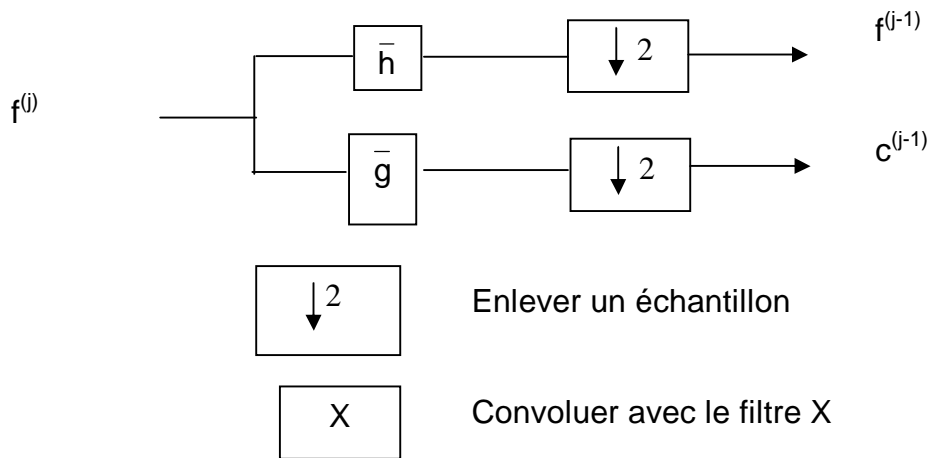 f(j-1)
h̅
2
f(j)
c(j-1)
g̅
2
2 Enlever un échantillon
X Convoluer avec le filtre X